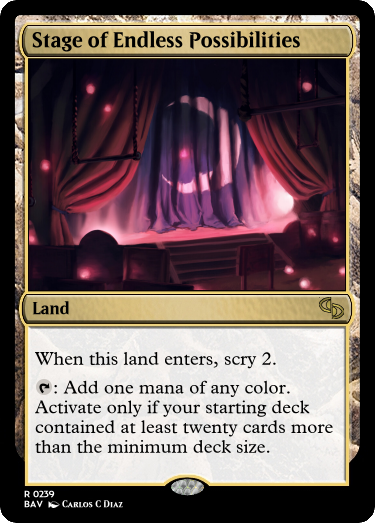 Stage of Endless Possibilities
Land
When this land enters, scry 2.
: Add one mana of any color.
Activate only if your starting deck
contained at least twenty cards more
than the minimum deck size.
R 0239
BAV Carlos C Diaz